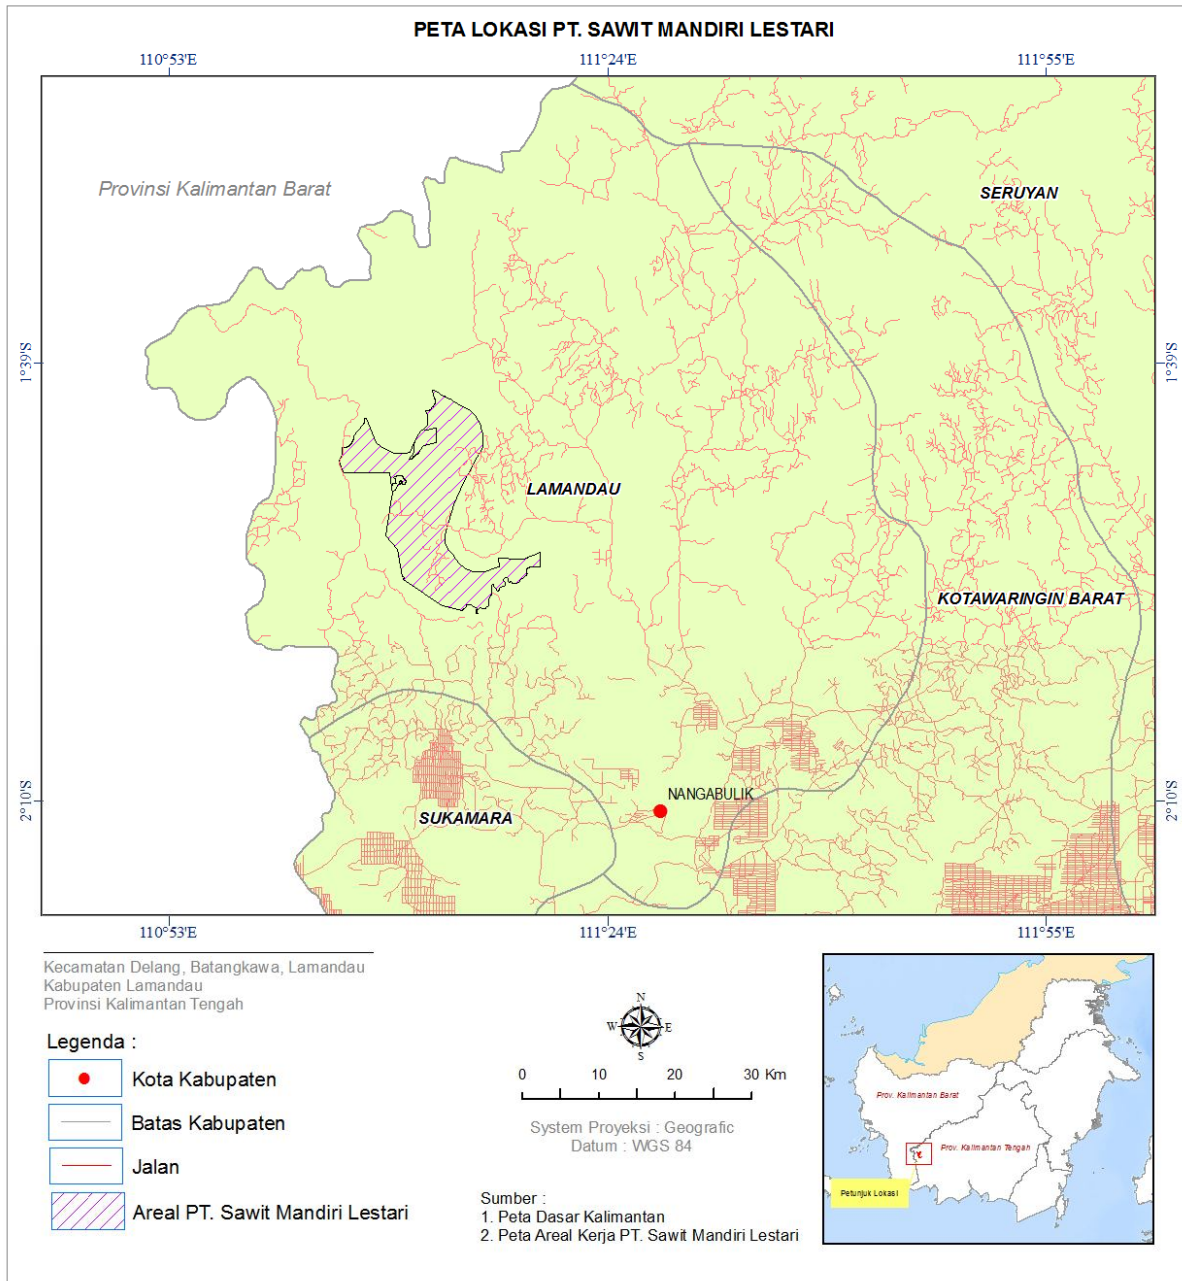 PETA LOKASI PT. SAWIT MANDIRI LESTARI
110°53'E
111°24'E
111°55'E
Provinsi Kalimantan Barat
SERUYAN
1°39'S
1°39'S
LAMANDAU
KOTAWARINGIN BARAT
NANGABULIK
2°10'S
2°10'S
SUKAMARA
110°53'E
111°24'E
111°55'E
Kecamatan Delang, Batangkawa, Lamandau
Kabupaten Lamandau
Provinsi Kalimantan Tengah
Legenda :
Kota Kabupaten
Batas Kabupaten
Jalan
Areal PT. Sawit Mandiri Lestari
N
W
E
S
0 10 20 30 Km
System Proyeksi : Geografic
Datum : WGS 84
Sumber :
1. Peta Dasar Kalimantan
2. Peta Areal Kerja PT. Sawit Mandiri Lestari
Prov. Kalimantan Barat
Prov. Kalimantan Tengah
Petunjuk Lokasi